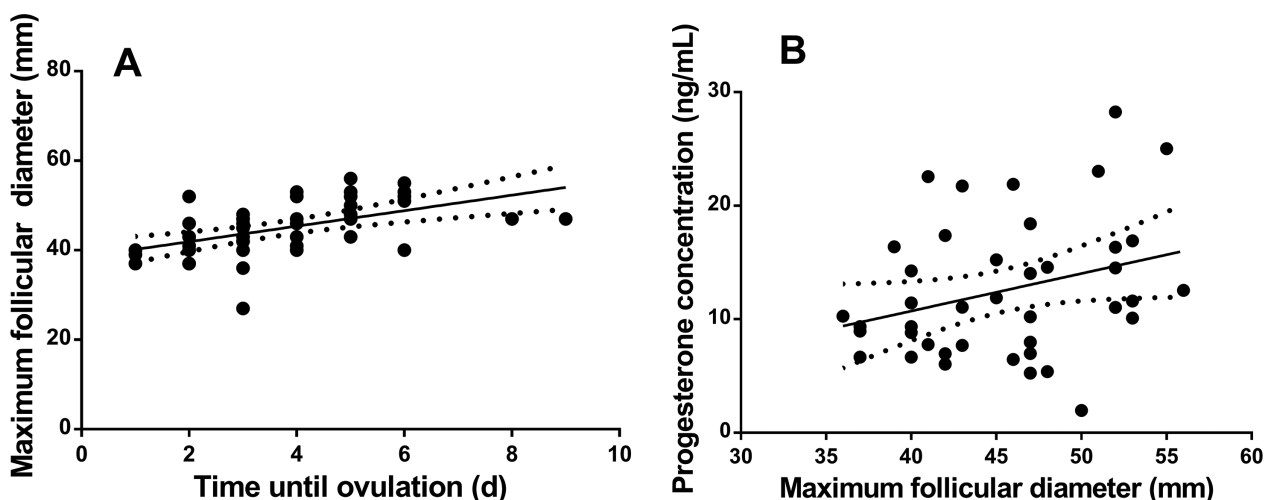 A
Maximum follicular diameter (mm)
80
60
40
20
0
0 2 4 6 8 10
Time until ovulation (d)
B
Progesterone concentration (ng/mL)
30
20
10
0
30 35 40 45 50 55 60
Maximum follicular diameter (mm)